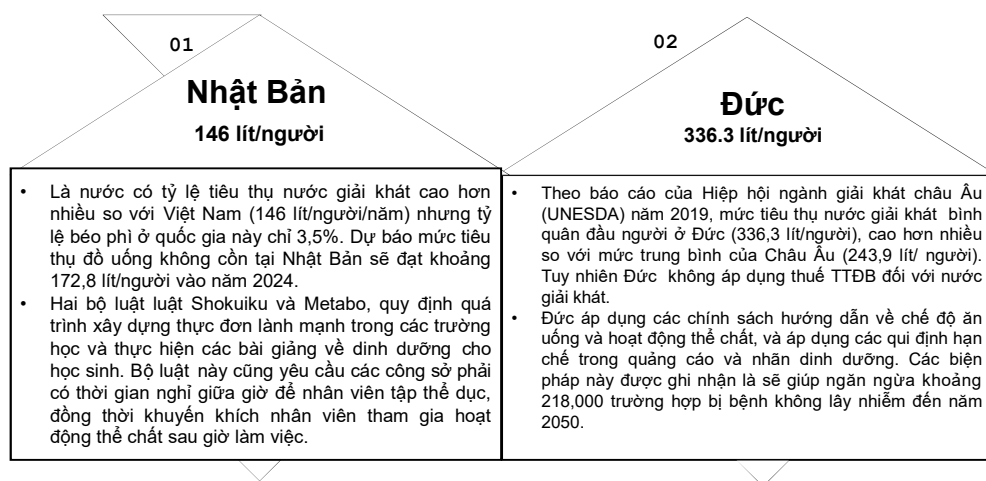 01
Nhật Bản
146 lít/người
• Là nước có tỷ lệ tiêu thụ nước giải khát cao hơn
nhiều so với Việt Nam (146 lít/người/năm) nhưng tỷ
lệ béo phì ở quốc gia này chỉ 3,5%. Dự báo mức tiêu
thụ đồ uống không cồn tại Nhật Bản sẽ đạt khoảng
172,8 lít/người vào năm 2024.
• Hai bộ luật luật Shokuiku và Metabo, quy định quá
trình xây dựng thực đơn lành mạnh trong các trường
học và thực hiện các bài giảng về dinh dưỡng cho
học sinh. Bộ luật này cũng yêu cầu các công sở phải
có thời gian nghỉ giữa giờ để nhân viên tập thể dục,
đồng thời khuyến khích nhân viên tham gia hoạt
động thể chất sau giờ làm việc.
02
Đức
336.3 lít/người
• Theo báo cáo của Hiệp hội ngành giải khát châu Âu
(UNESDA) năm 2019, mức tiêu thụ nước giải khát bình
quân đầu người ở Đức (336,3 lít/người), cao hơn nhiều
so với mức trung bình của Châu Âu (243,9 lít/ người).
Tuy nhiên Đức không áp dụng thuế TTĐB đối với nước
giải khát.
• Đức áp dụng các chính sách hướng dẫn về chế độ ăn
uống và hoạt động thể chất, và áp dụng các qui định hạn
chế trong quảng cáo và nhãn dinh dưỡng. Các biện
pháp này được ghi nhận là sẽ giúp ngăn ngừa khoảng
218,000 trường hợp bị bệnh không lây nhiễm đến năm
2050.